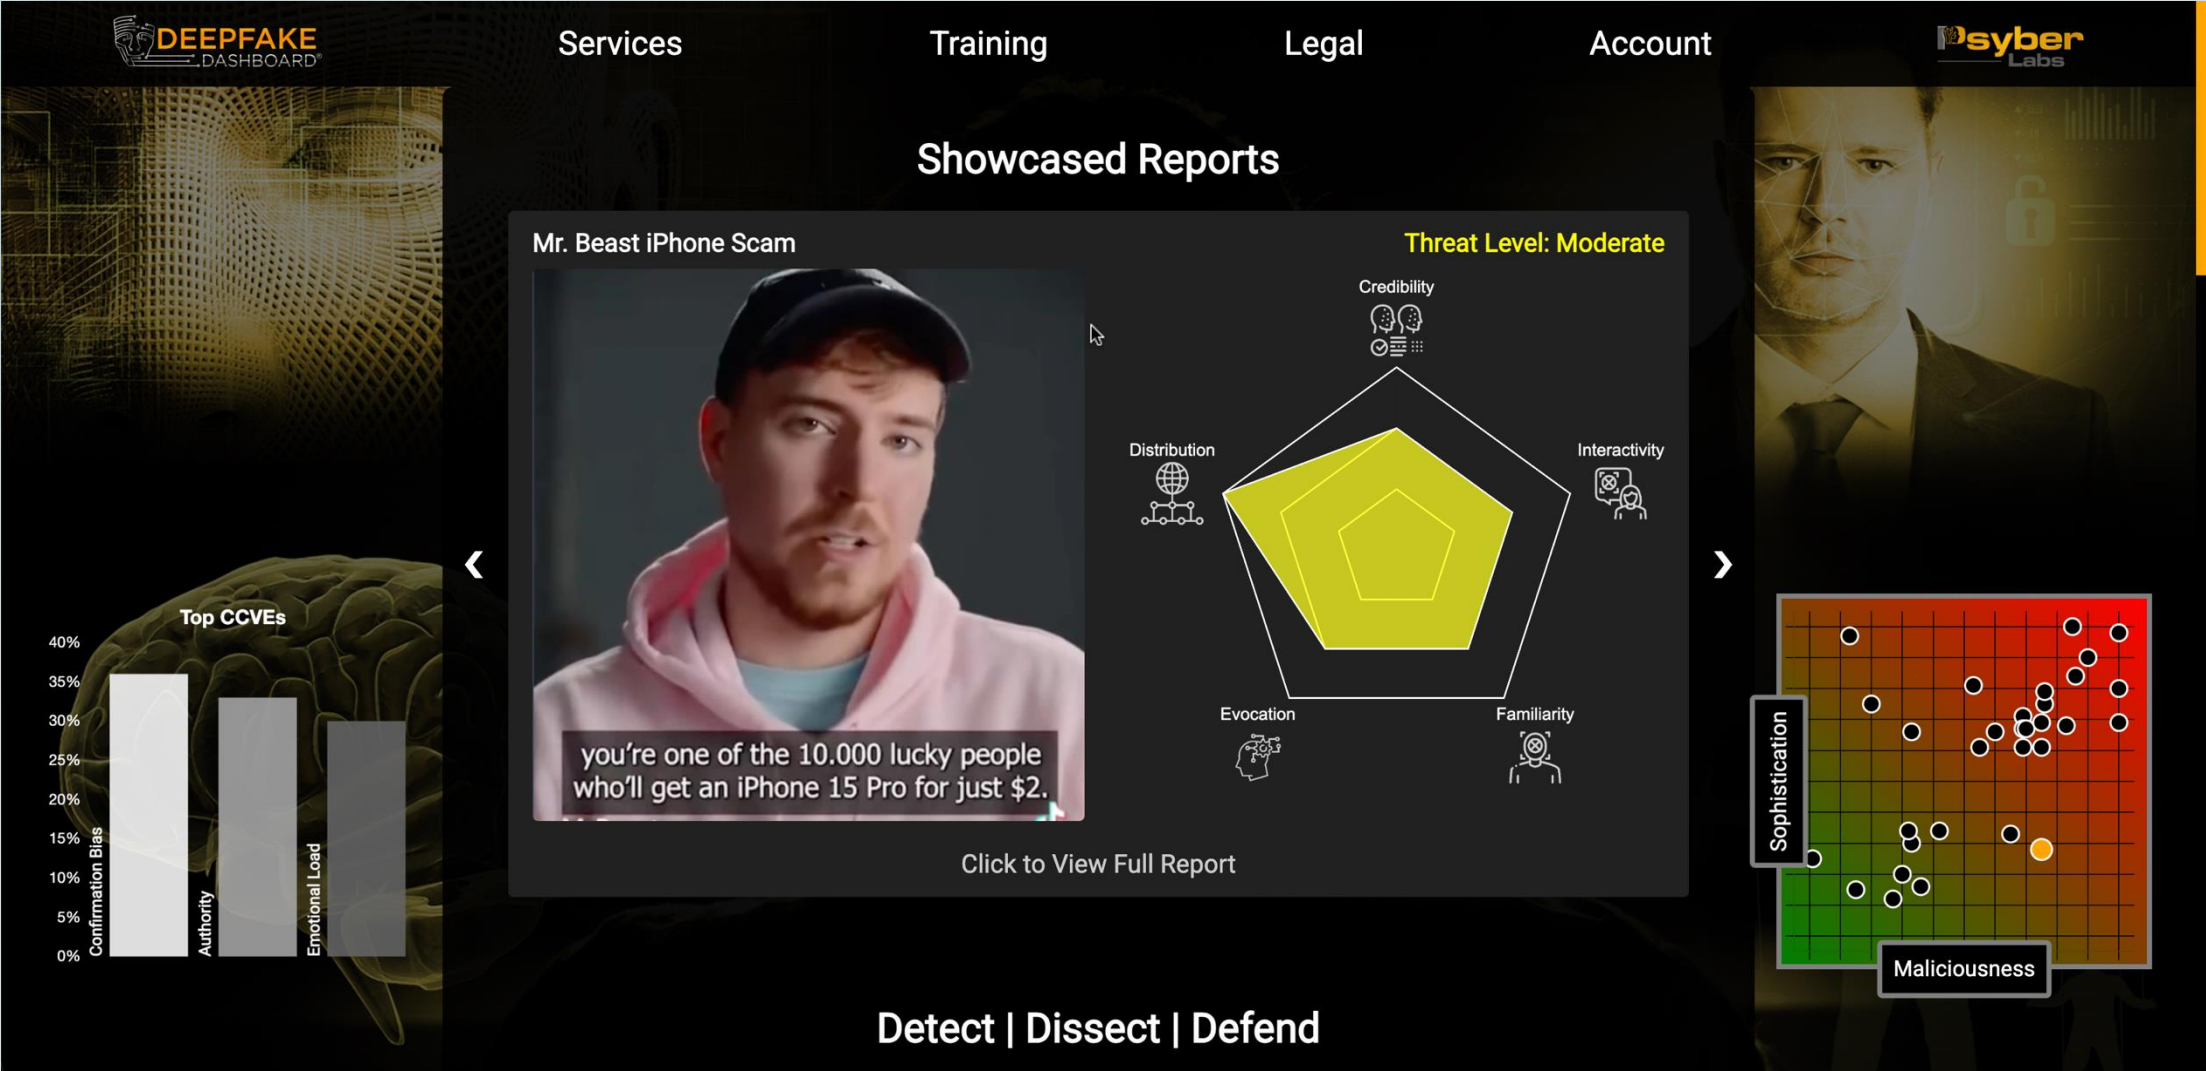 DEEPFAKE
DASHBOARD®
Services
Training
Legal
Account
Psyber
Labs
Showcased Reports
Mr. Beast iPhone Scam
Threat Level: Moderate
Credibility
Distribution
Interactivity
Evocation
Familiarity
you're one of the 10.000 lucky people
who'll get an iPhone 15 Pro for just $2.
Click to View Full Report
Top CCVEs
40%
35%
30%
25%
20%
15%
10%
5%
0%
Confirmation Bias
Authority
Emotional Load
Sophistication
Maliciousness
Detect | Dissect | Defend